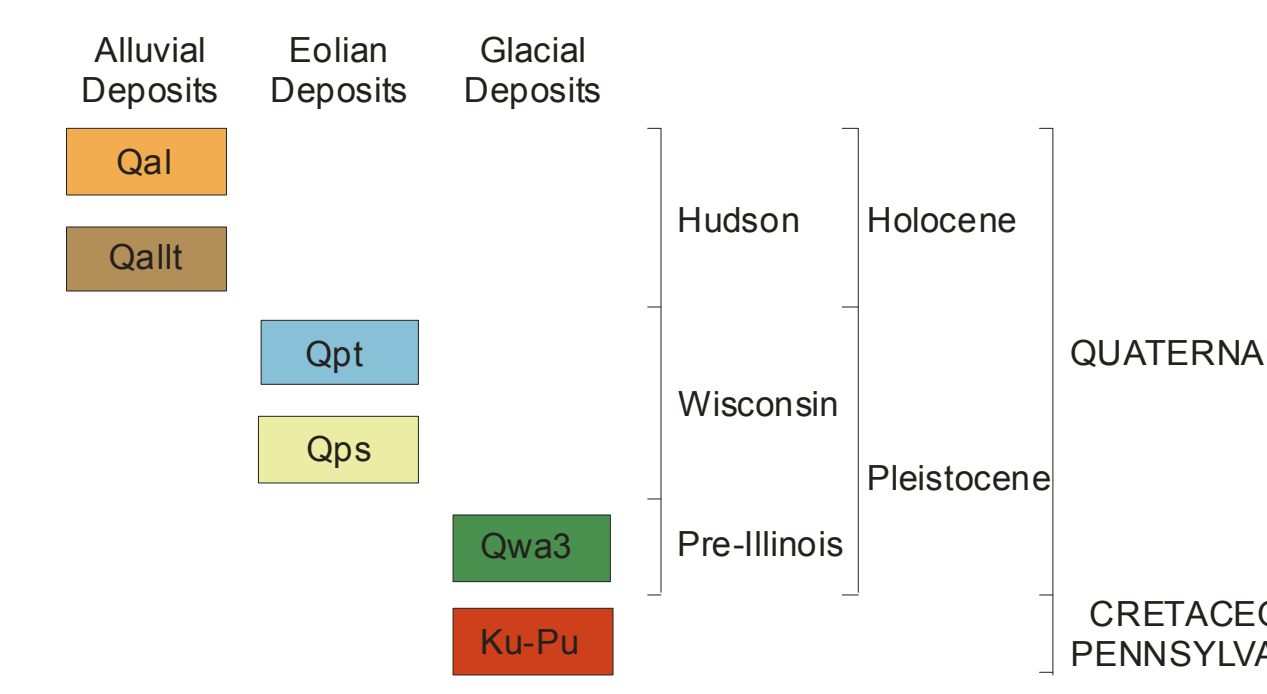 Alluvial
Deposits
Eolian
Deposits
Glacial
Deposits
Qal
Qallt
Hudson
Holocene
Qpt
QUATERNA
Wisconsin
Qps
Pleistocene
Qwa3
Pre-Illinois
Ku-Pu
CRETACEO
PENNSYLVA